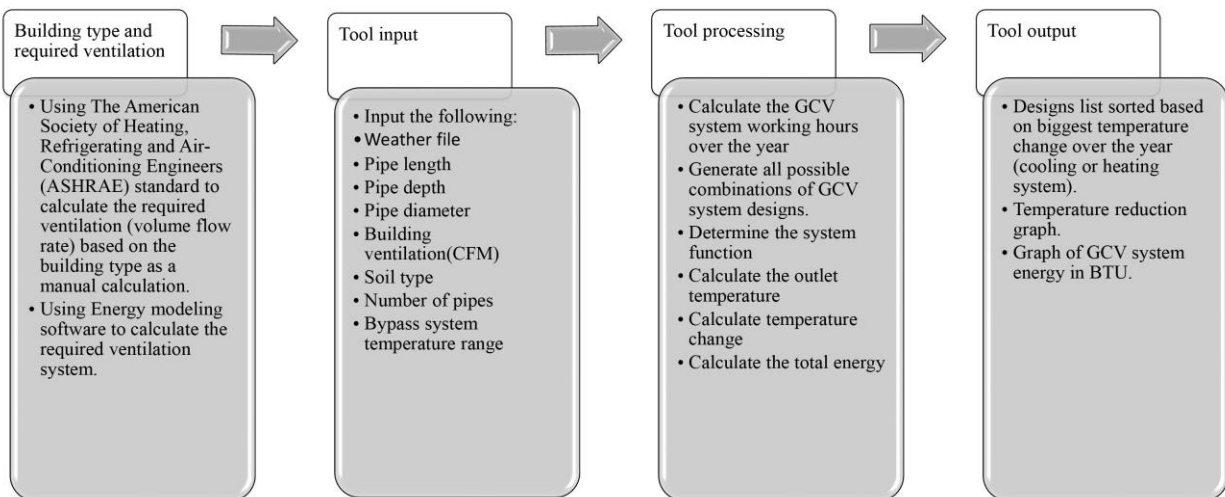 Building type and
required ventilation
• Using The American
Society of Heating,
Refrigerating and Air-
Conditioning Engineers
(ASHRAE) standard to
calculate the required
ventilation (volume flow
rate) based on the
building type as a
manual calculation.
• Using Energy modeling
software to calculate the
required ventilation
system.
Tool input
• Input the following:
• Weather file
• Pipe length
• Pipe depth
• Pipe diameter
• Building
ventilation(CFM)
• Soil type
• Number of pipes
• Bypass system
temperature range
Tool processing
• Calculate the GCV
system working hours
over the year
• Generate all possible
combinations of GCV
system designs.
• Determine the system
function
• Calculate the outlet
temperature
• Calculate temperature
change
• Calculate the total energy
Tool output
• Designs list sorted based
on biggest temperature
change over the year
(cooling or heating
system).
• Temperature reduction
graph.
• Graph of GCV system
energy in BTU.